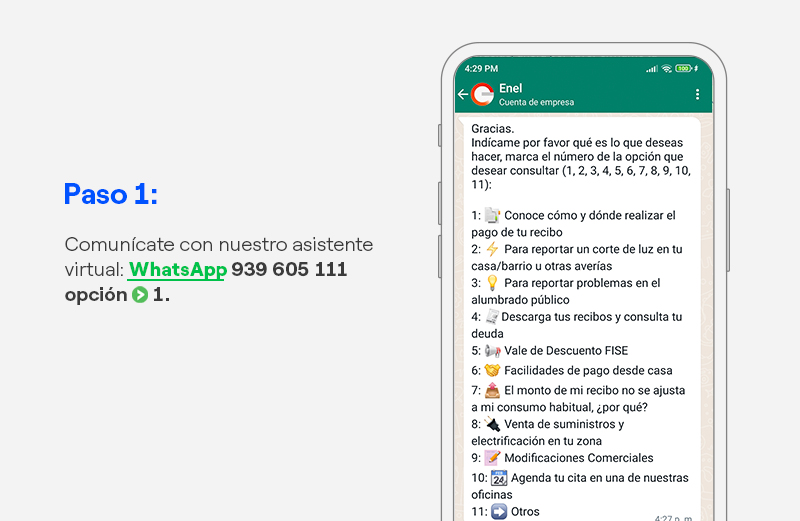 Paso 1:
Comunícate con nuestro asistente
virtual: WhatsApp 939 605 111
opción 1.
4:29 PM
100
Enel
Cuenta de empresa
Gracias.
Indícame por favor qué es lo que deseas
hacer, marca el número de la opción que
desear consultar (1, 2, 3, 4, 5, 6, 7, 8, 9, 10,
11):
1: Conoce cómo y dónde realizar el
pago de tu recibo
2: ⚡ Para reportar un corte de luz en tu
casa/barrio u otras averías
3: 💡 Para reportar problemas en el
alumbrado público
4: Descarga tus recibos y consulta tu
deuda
5: Vale de Descuento FISE
6: Facilidades de pago desde casa
7: El monto de mi recibo no se ajusta
a mi consumo habitual, ¿por qué?
8: Venta de suministros y
electrificación en tu zona
9: Modificaciones Comerciales
10: Agenda tu cita en una de nuestras
oficinas
11: Otros
4:27 p. m.